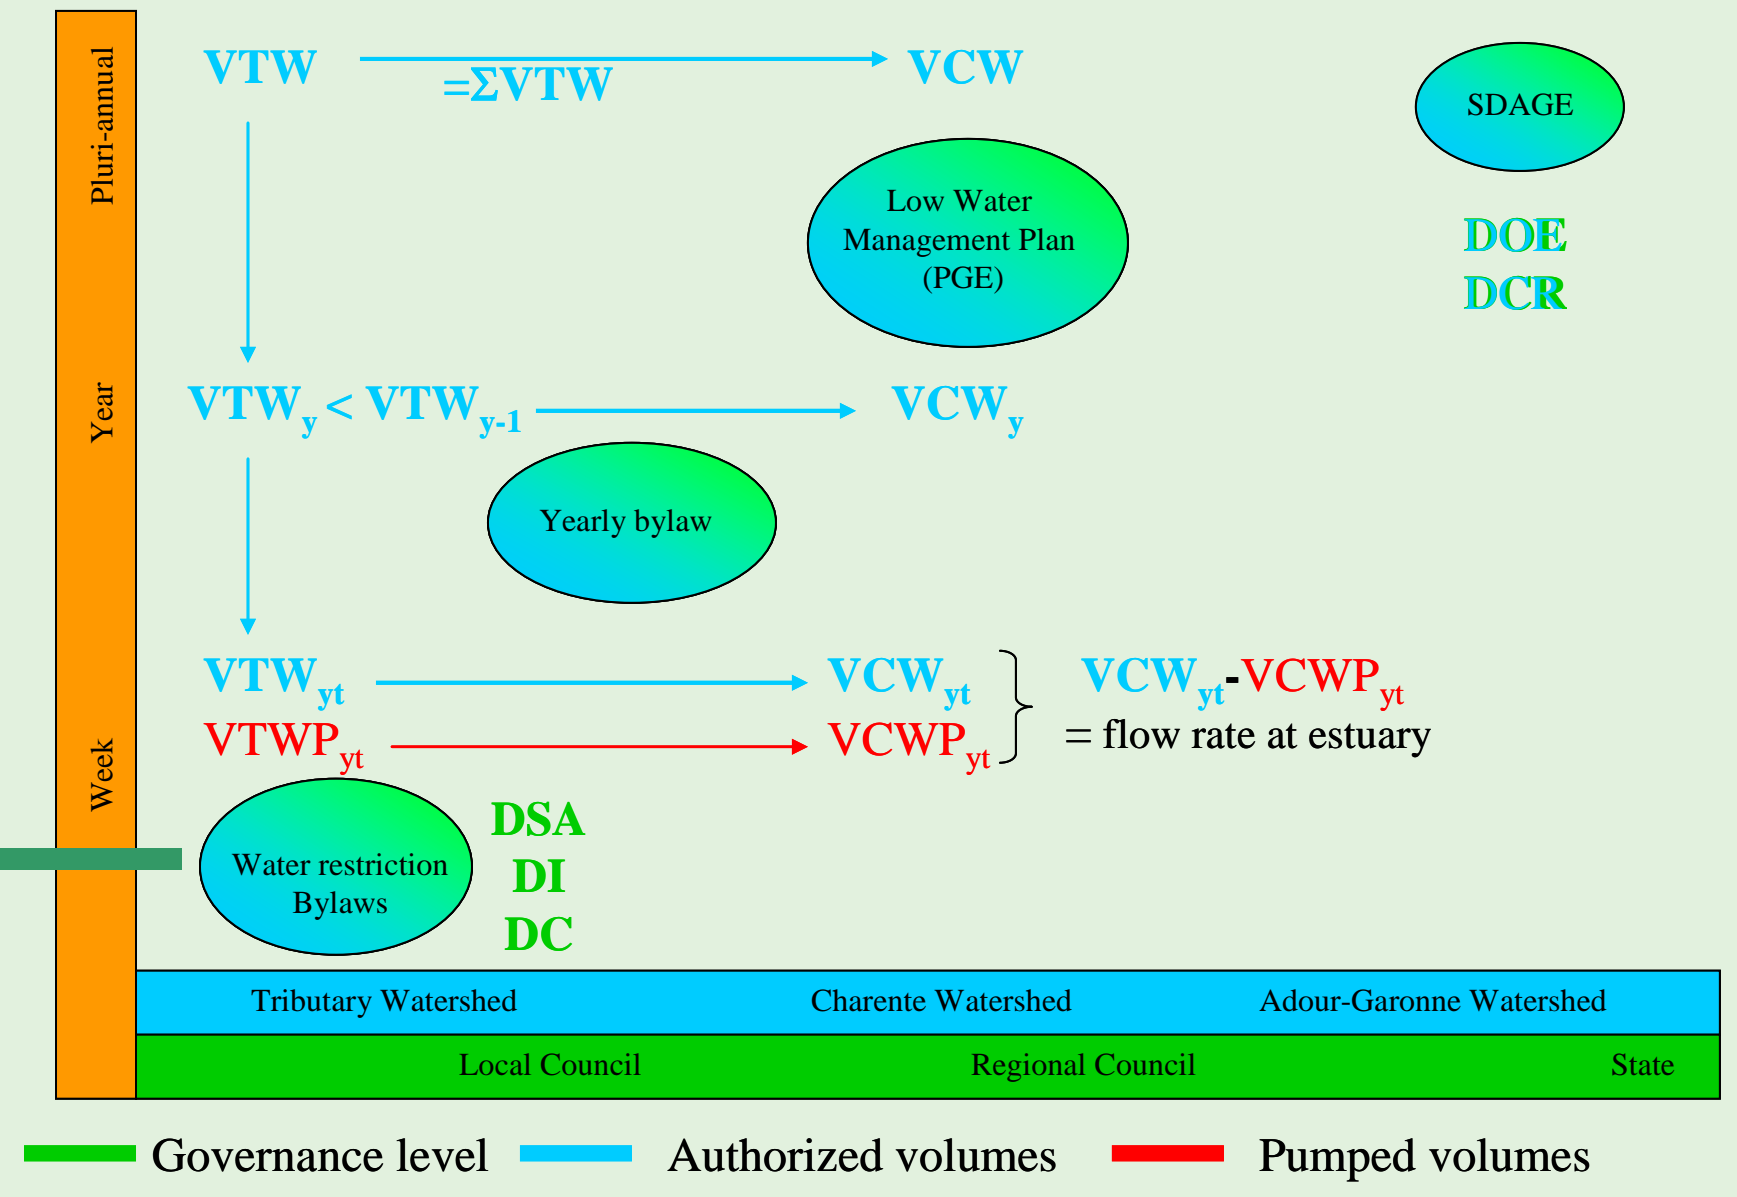 Pluri-annual
VTW
=ΣVTW
VCW
SDAGE
Low Water
Management Plan
(PGE)
DOE
DCR
Year
VTWy < VTWy-1
VCWy
Yearly bylaw
Week
VTWyt
VCWyt
VCWyt-VCWPyt
VTWPyt
VCWPyt
= flow rate at estuary
Water restriction
Bylaws
DSA
DI
DC
Tributary Watershed
Charente Watershed
Adour-Garonne Watershed
Local Council
Regional Council
State
Governance level
Authorized volumes
Pumped volumes